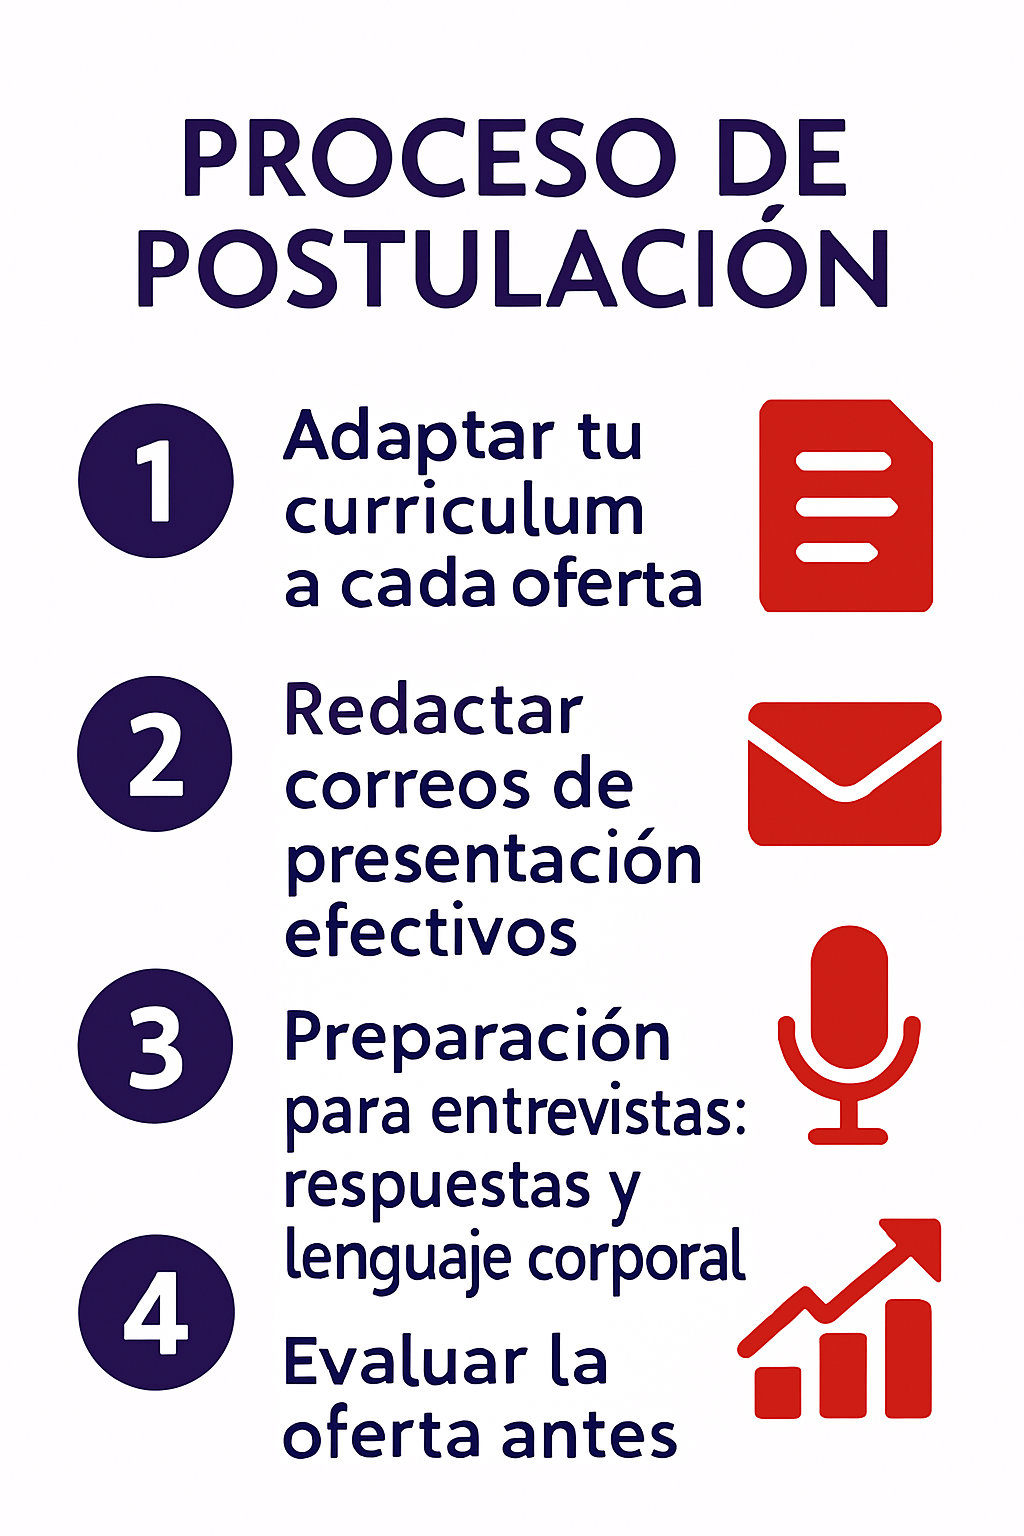 PROCESO DE
POSTULACIÓN
1
Adaptar tu
curriculum
a cada oferta
2
Redactar
correos de
presentación
efectivos
3
Preparación
para entrevistas:
respuestas y
lenguaje corporal
4
Evaluar la
oferta antes